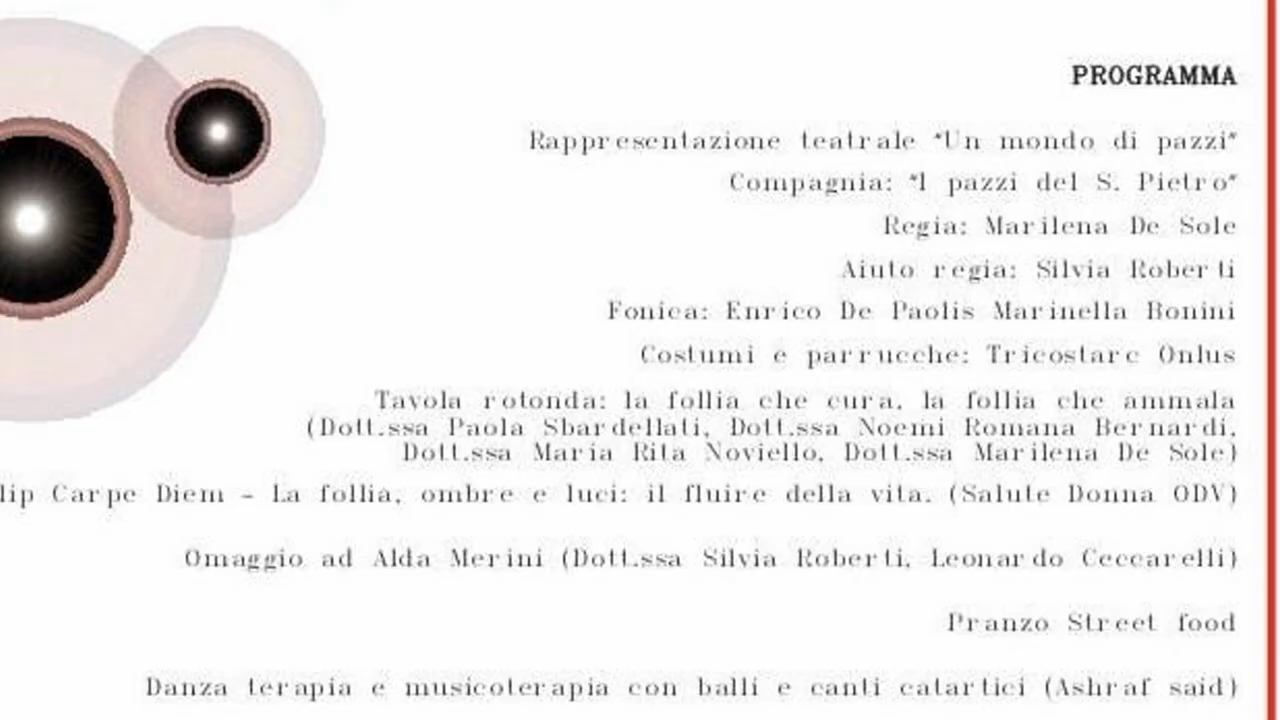 PROGRAMMA
Rappresentazione teatrale "Un mondo di pazzi"
Compagnia: "I pazzi del S. Pietro"
Regia: Marilena De Sole
Aiuto regia: Silvia Roberti
Fonica: Enrico De Paolis Marinella Bonini
Costumi e parrucche: Tricostarc Onlus
Tavola rotonda: la follia che cura, la follia che ammala
(Dott.ssa Paola Sbardellati, Dott.ssa Noemi Romana Bernardi,
Dott.ssa Maria Rita Noviello, Dott.ssa Marilena De Sole)
lip Carpe Diem - La follia, ombre e luci: il fluire della vita. (Salute Donna ODV)
Omaggio ad Alda Merini (Dott.ssa Silvia Roberti, Leonardo Ceccarelli)
Pranzo Street food
Danza terapia e musicoterapia con balli e canti catartici (Ashraf said)